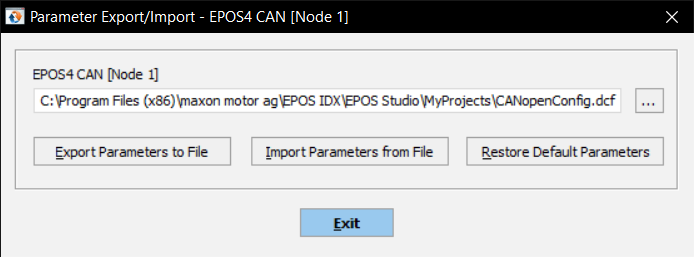 Parameter Export/Import - EPOS4 CAN [Node 1]
EPOS4 CAN [Node 1]
C:\Program Files (x86)\maxon motor ag\EPOS IDX\EPOS Studio\MyProjects\CANopenConfig.dcf ...
Export Parameters to File Import Parameters from File Restore Default Parameters
Exit